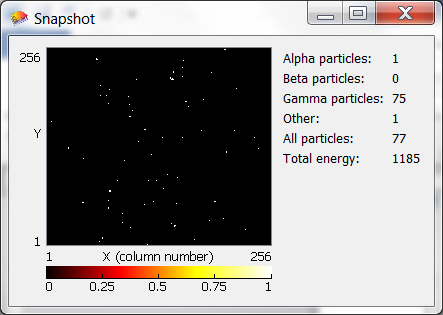 Snapshot
256
Y
1
1 X (column number) 256
0 0.25 0.5 0.75 1
Alpha particles: 1
Beta particles: 0
Gamma particles: 75
Other: 1
All particles: 77
Total energy: 1185